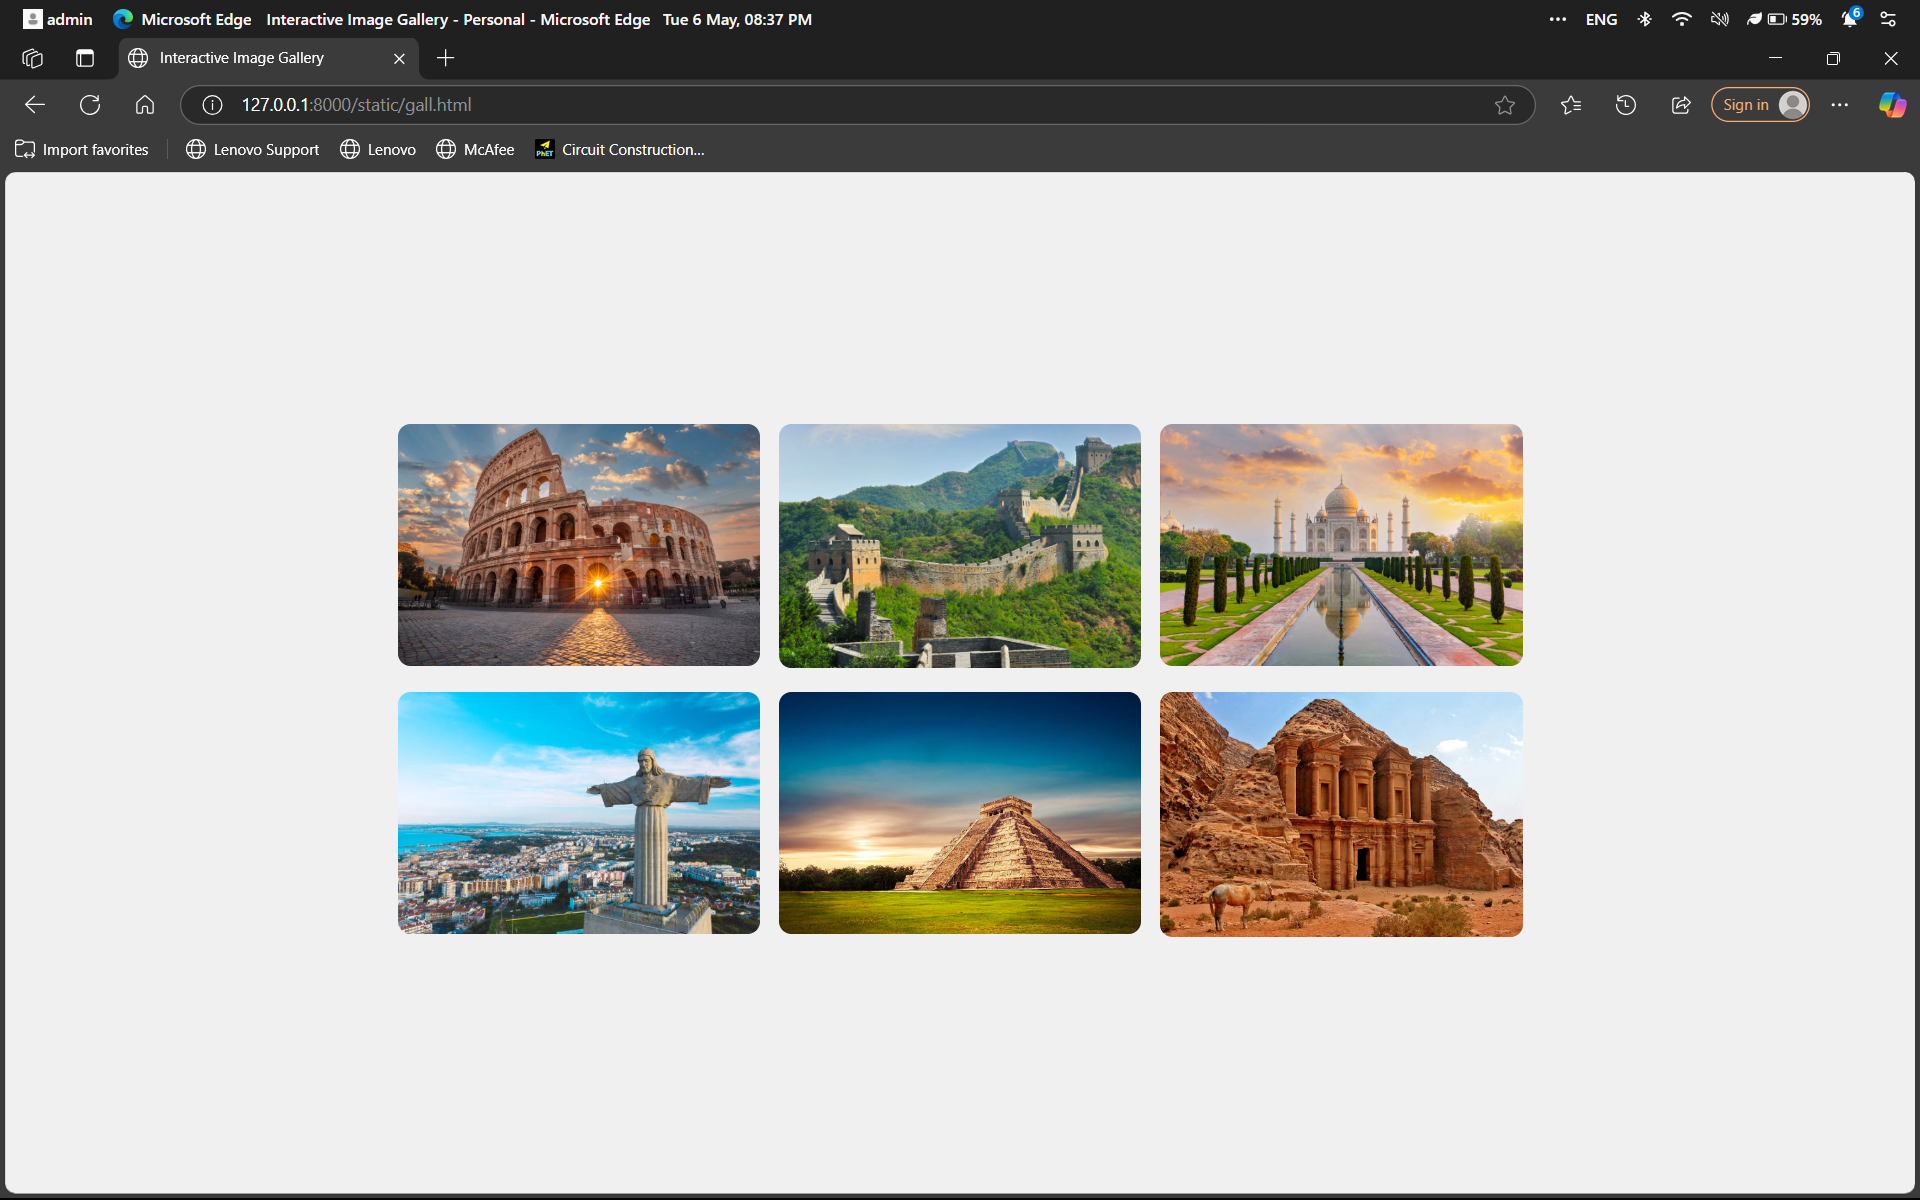 admin Microsoft Edge Interactive Image Gallery - Personal - Microsoft Edge Tue 6 May, 08:37 PM ENG 59% 6
Interactive Image Gallery
127.0.0.1:8000/static/gall.html Sign in
Import favorites Lenovo Support Lenovo McAfee PhET Circuit Construction...